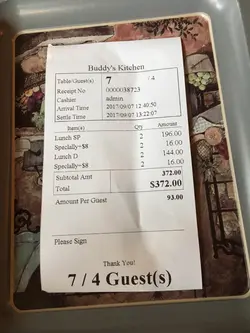 Buddy's Kitchen
Table/Guest(s) 7 / 4
Receipt No 0000038723
Cashier admin
Arrival Time 2017/09/07 12:40:50
Settle Time 2017/09/07 13:22:07
Item(s) Qty Amount
Lunch SP 2 196.00
Specialy+$8 2 16.00
Lunch D 2 144.00
Specialy+$8 2 16.00
Subtotal Amt 372.00
Total $372.00
Amount Per Guest 93.00
Please Sign
Thank You!
7 / 4 Guest(s)